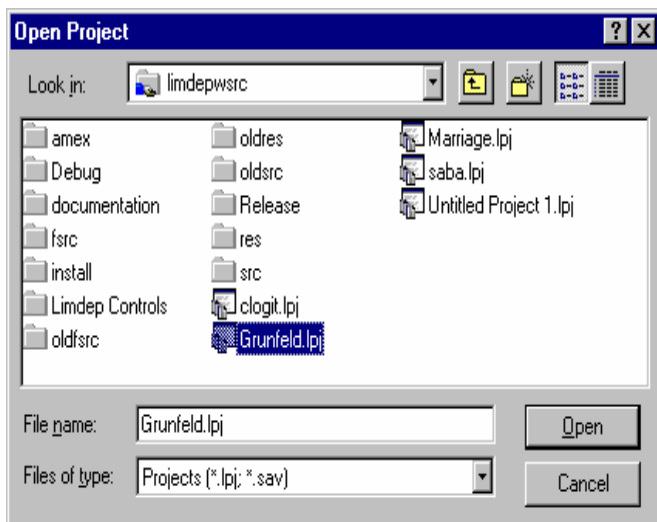 Open Project
Look in: limdepwsrc
amex oldres Marriage.lpj
Debug oldsrc saba.lpj
documentation Release Untitled Project 1.lpj
fsrc res
install src
Limdep Controls clogit.lpj
oldfsrc Grunfeld.lpj
File name: Grunfeld.lpj Open
Files of type: Projects (*.lpj; *.sav) Cancel